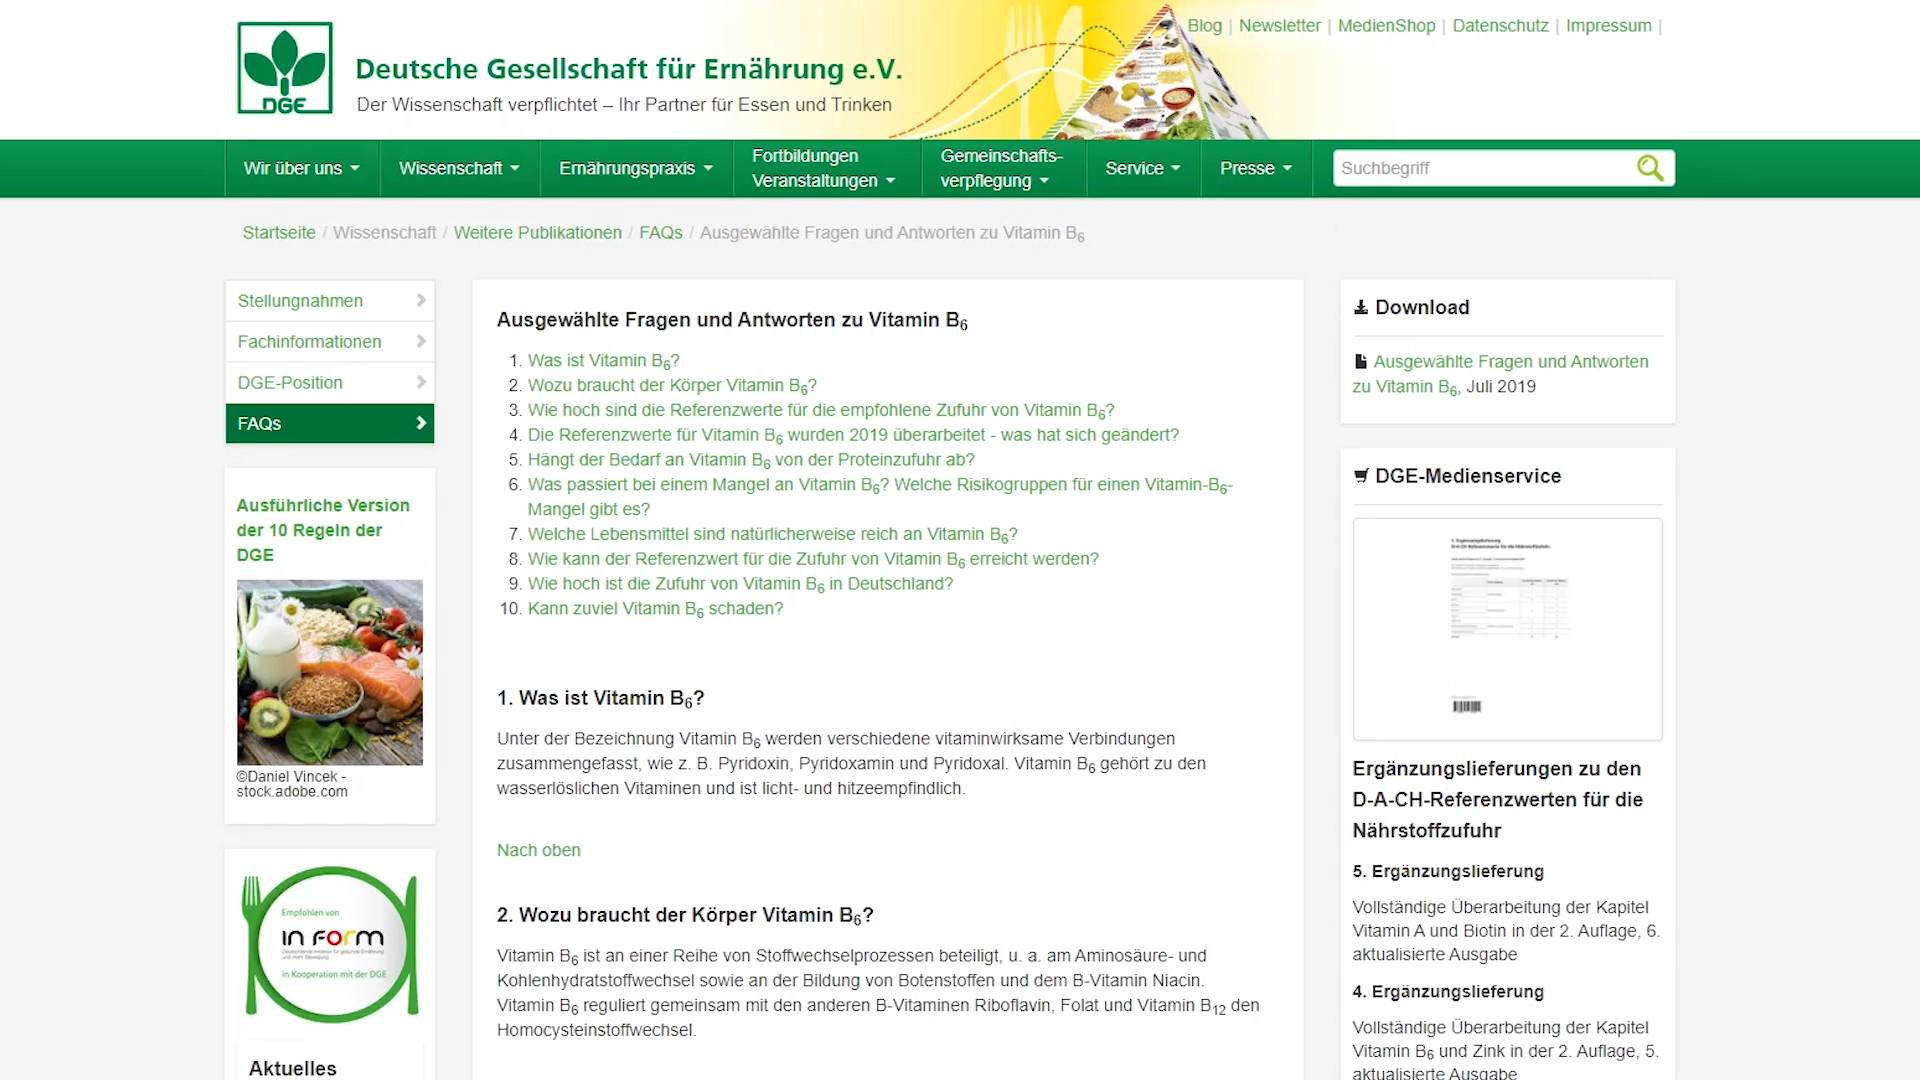 Blog | Newsletter | MedienShop | Datenschutz | Impressum |
DGE
Deutsche Gesellschaft für Ernährung e.V.
Der Wissenschaft verpflichtet – Ihr Partner für Essen und Trinken
Wir über uns
Wissenschaft
Ernährungspraxis
Fortbildungen
Veranstaltungen
Gemeinschafts-
verpflegung
Service
Presse
Suchbegriff
Startseite / Wissenschaft / Weitere Publikationen / FAQs / Ausgewählte Fragen und Antworten zu Vitamin B6
Stellungnahmen
Fachinformationen
DGE-Position
FAQs
Ausführliche Version
der 10 Regeln der
DGE
©Daniel Vincek -
stock.adobe.com
Empfohlen von
IN FORM
in Kooperation mit der DGE
Aktuelles
Ausgewählte Fragen und Antworten zu Vitamin B6
1. Was ist Vitamin B6?
2. Wozu braucht der Körper Vitamin B6?
3. Wie hoch sind die Referenzwerte für die empfohlene Zufuhr von Vitamin B6?
4. Die Referenzwerte für Vitamin B6 wurden 2019 überarbeitet - was hat sich geändert?
5. Hängt der Bedarf an Vitamin B6 von der Proteinzufuhr ab?
6. Was passiert bei einem Mangel an Vitamin B6? Welche Risikogruppen für einen Vitamin-B6-
Mangel gibt es?
7. Welche Lebensmittel sind natürlicherweise reich an Vitamin B6?
8. Wie kann der Referenzwert für die Zufuhr von Vitamin B6 erreicht werden?
9. Wie hoch ist die Zufuhr von Vitamin B6 in Deutschland?
10. Kann zuviel Vitamin B6 schaden?
1. Was ist Vitamin B6?
Unter der Bezeichnung Vitamin B6 werden verschiedene vitaminwirksame Verbindungen
zusammengefasst, wie z. B. Pyridoxin, Pyridoxamin und Pyridoxal. Vitamin B6 gehört zu den
wasserlöslichen Vitaminen und ist licht- und hitzeempfindlich.
Nach oben
2. Wozu braucht der Körper Vitamin B6?
Vitamin B6 ist an einer Reihe von Stoffwechselprozessen beteiligt, u. a. am Aminosäure- und
Kohlenhydratstoffwechsel sowie an der Bildung von Botenstoffen und dem B-Vitamin Niacin.
Vitamin B6 reguliert gemeinsam mit den anderen B-Vitaminen Riboflavin, Folat und Vitamin B12 den
Homocysteinstoffwechsel.
Download
Ausgewählte Fragen und Antworten
zu Vitamin B6, Juli 2019
DGE-Medienservice
1. Ergänzungslieferung
D-A-CH-Referenzwerte für die Nährstoffzufuhr
Ergänzungslieferungen zu den
D-A-CH-Referenzwerten für die
Nährstoffzufuhr
5. Ergänzungslieferung
Vollständige Überarbeitung der Kapitel
Vitamin A und Biotin in der 2. Auflage, 6.
aktualisierte Ausgabe
4. Ergänzungslieferung
Vollständige Überarbeitung der Kapitel
Vitamin B6 und Zink in der 2. Auflage, 5.
aktualisierte Ausgabe